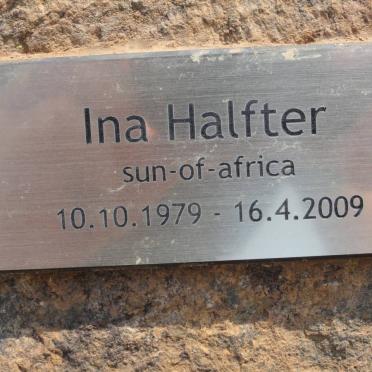 Ina Halfter
sun-of-africa
10.10.1979 - 16.4.2009